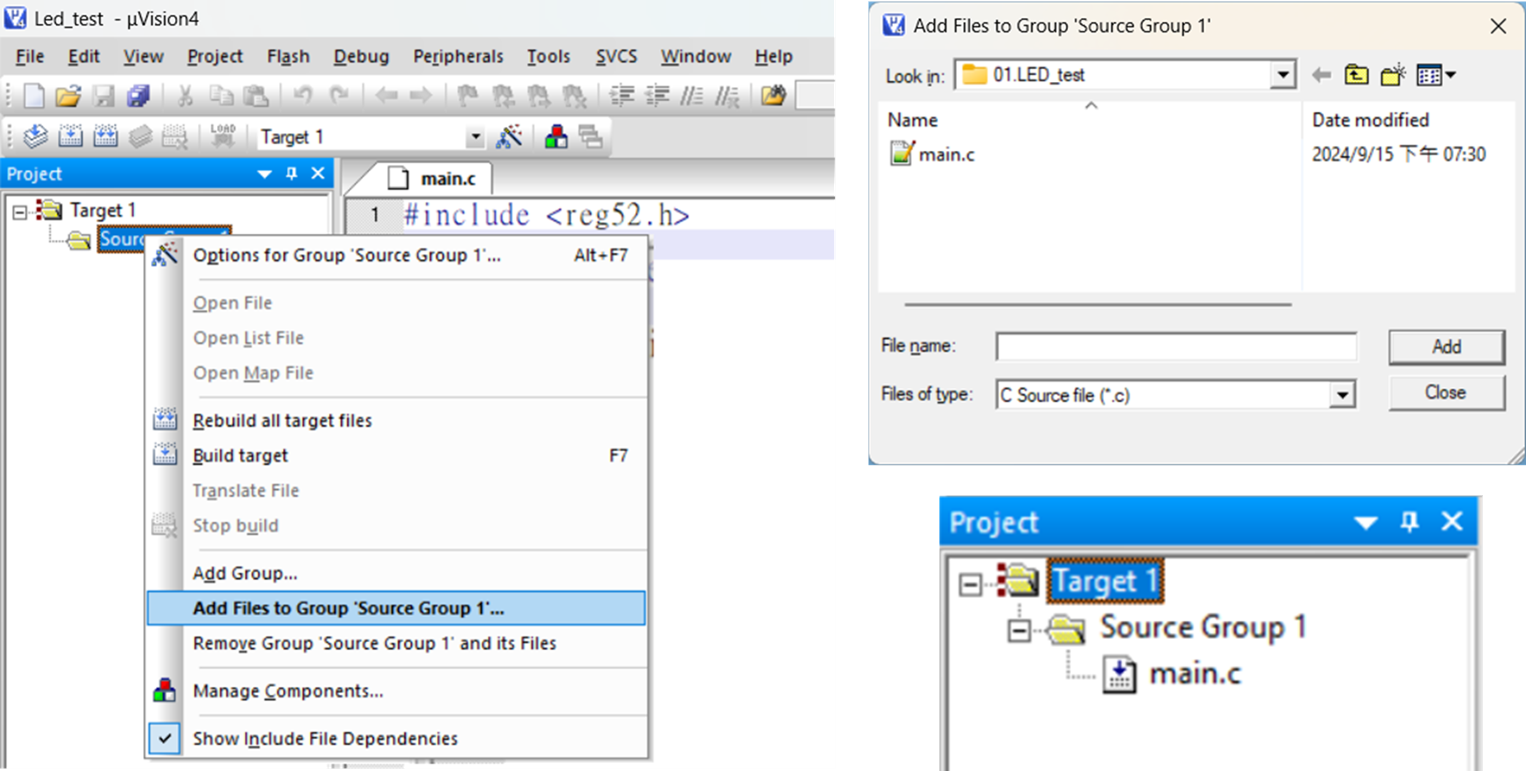 Led_test - µVision4
File Edit View Project Flash Debug Peripherals Tools SVCS Window Help
LOAD Target 1
Project
main.c
Target 1
1 #include <reg52.h>
Options for Group 'Source Group 1'... Alt+F7
Open File
Open List File
Open Map File
Rebuild all target files
Build target F7
Translate File
Stop build
Add Group...
Add Files to Group 'Source Group 1'...
Remove Group 'Source Group 1' and its Files
Manage Components...
Show Include File Dependencies
Add Files to Group 'Source Group 1'
Look in: 01.LED_test
Name Date modified
main.c 2024/9/15 下午 07:30
File name: Add
Files of type: C Source file (*.c) Close
Project
Target 1
Source Group 1
main.c